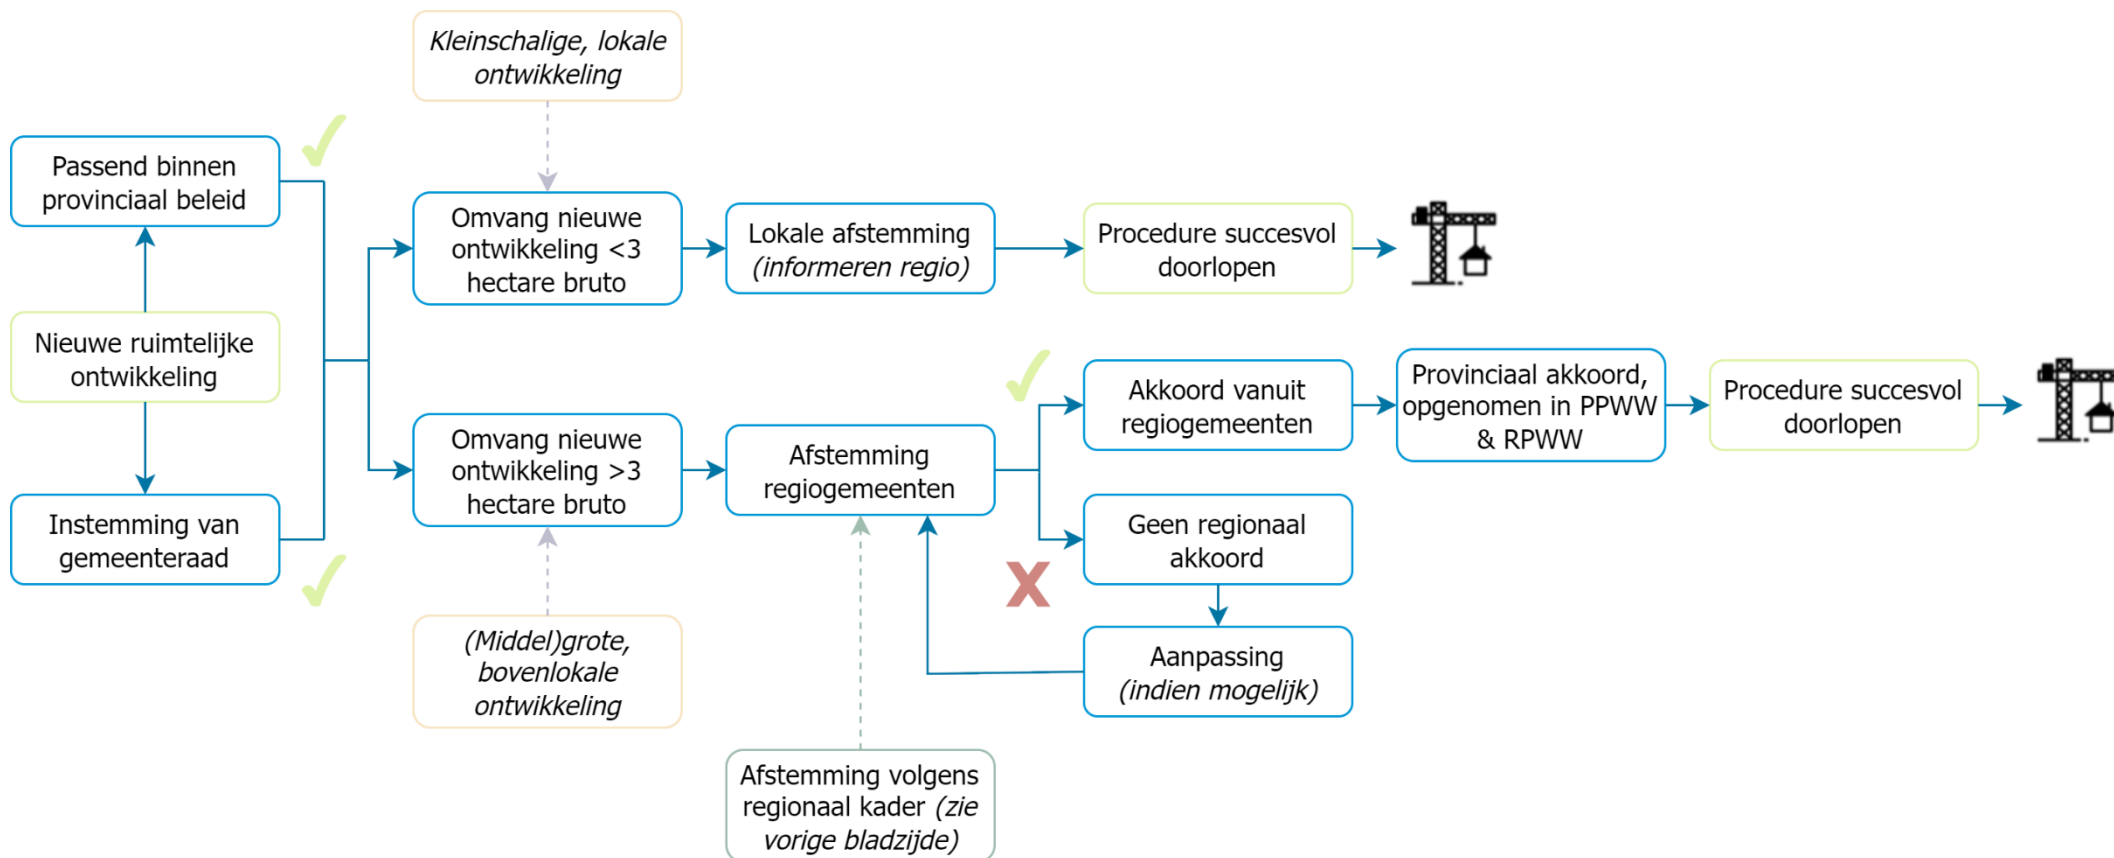 Kleinschalige, lokale
ontwikkeling
Passend binnen
provinciaal beleid
Omvang nieuwe
ontwikkeling <3
hectare bruto
Lokale afstemming
(informeren regio)
Procedure succesvol
doorlopen
Nieuwe ruimtelijke
ontwikkeling
Akkoord vanuit
regiogemeenten
Provinciaal akkoord,
opgenomen in PPWW
& RPWW
Procedure succesvol
doorlopen
Omvang nieuwe
ontwikkeling >3
hectare bruto
Afstemming
regiogemeenten
Instemming van
gemeenteraad
Geen regionaal
akkoord
X
(Middel)grote,
bovenlokale
ontwikkeling
Aanpassing
(indien mogelijk)
Afstemming volgens
regionaal kader (zie
vorige bladzijde)